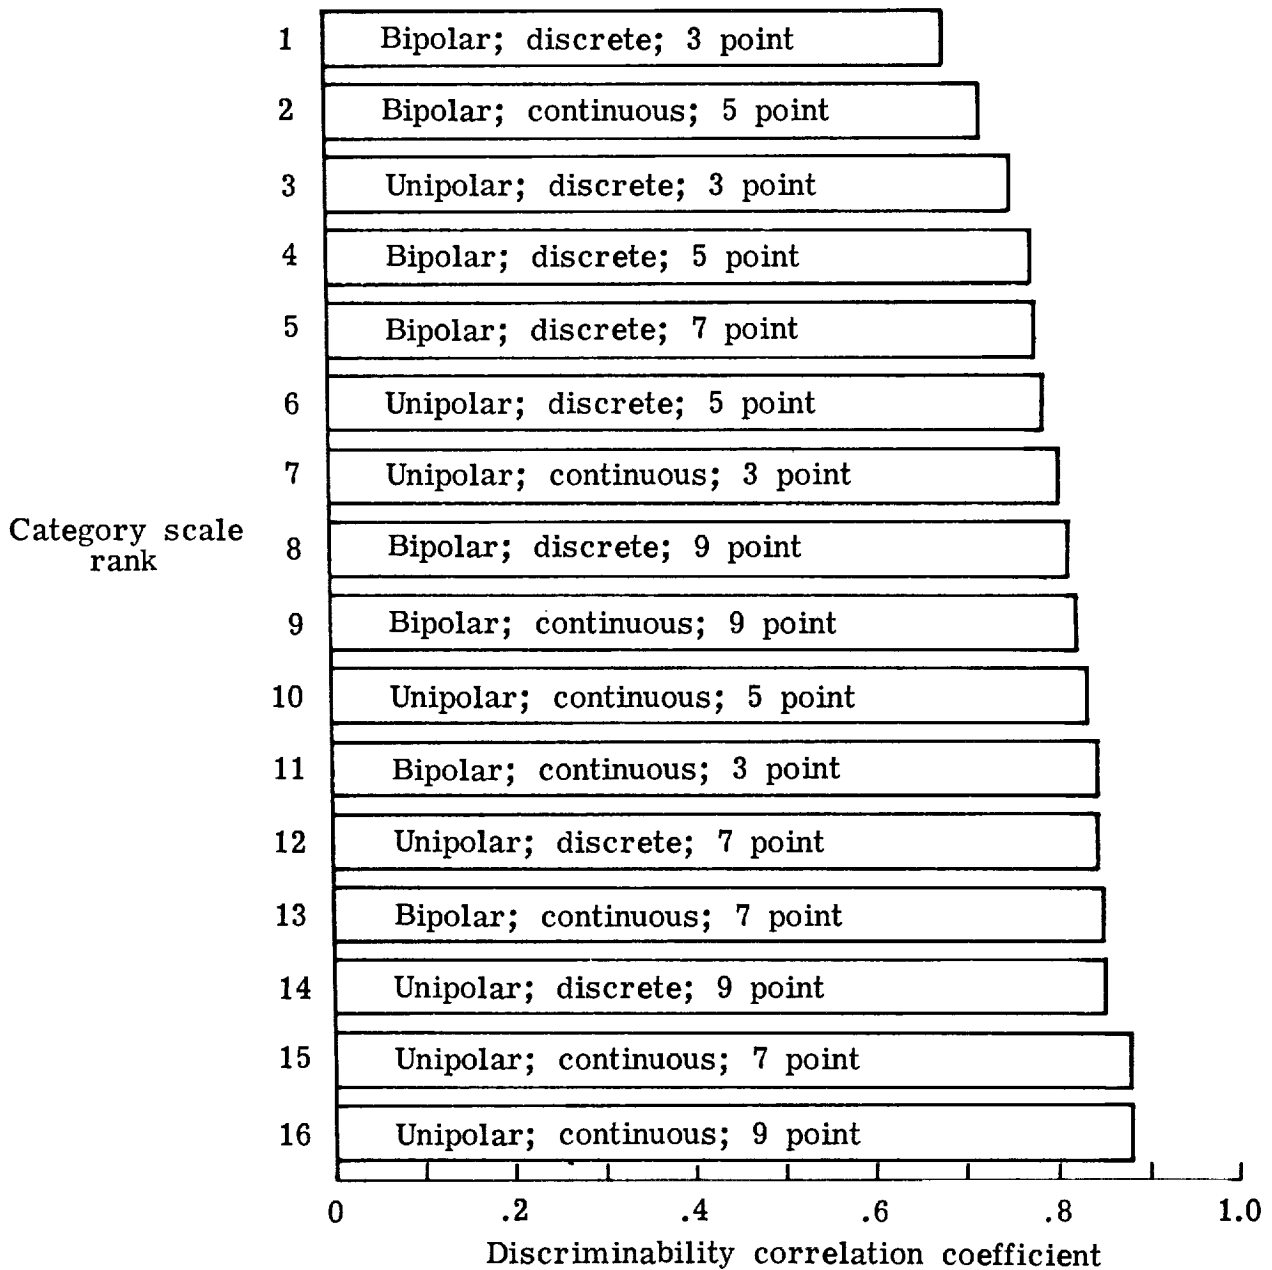 1 Bipolar; discrete; 3 point
2 Bipolar; continuous; 5 point
3 Unipolar; discrete; 3 point
4 Bipolar; discrete; 5 point
5 Bipolar; discrete; 7 point
6 Unipolar; discrete; 5 point
7 Unipolar; continuous; 3 point
Category scale
rank
8 Bipolar; discrete; 9 point
9 Bipolar; continuous; 9 point
10 Unipolar; continuous; 5 point
11 Bipolar; continuous; 3 point
12 Unipolar; discrete; 7 point
13 Bipolar; continuous; 7 point
14 Unipolar; discrete; 9 point
15 Unipolar; continuous; 7 point
16 Unipolar; continuous; 9 point
0 .2 .4 .6 .8 1.0
Discriminability correlation coefficient